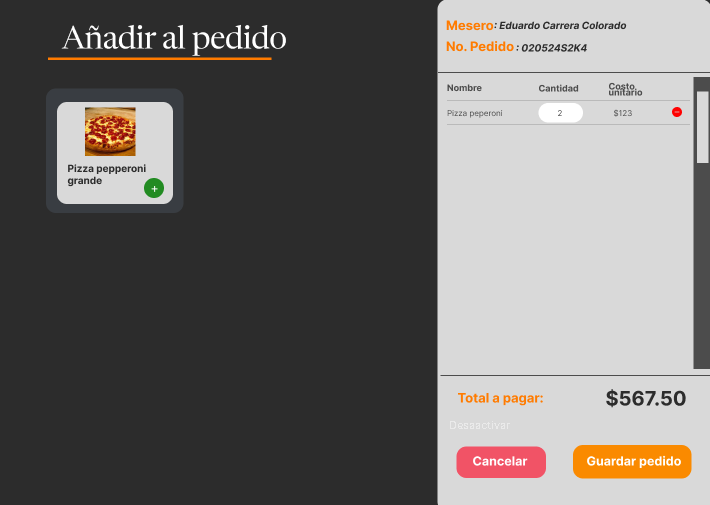 Añadir al pedido
Pizza pepperoni
grande
+
Mesero: Eduardo Carrera Colorado
No. Pedido : 020524S2K4
Nombre Cantidad Costo
unitario
Pizza peperoni 2 $123
Total a pagar: $567.50
Desactivar
Cancelar Guardar pedido